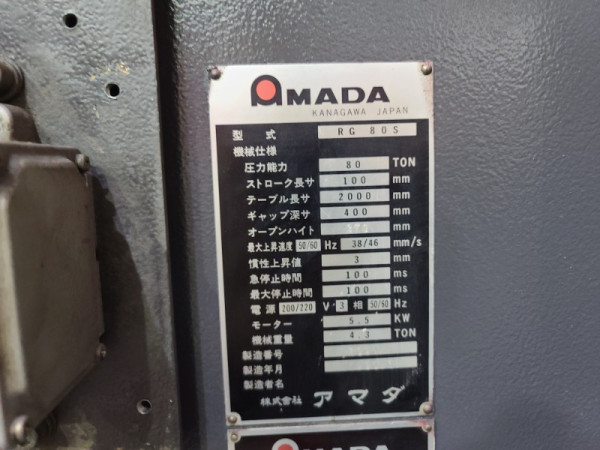 AMADA
KANAGAWA JAPAN
型式 RG 80S
機械仕様
圧力能力 80 TON
ストローク長サ 100 mm
テーブル長サ 2000 mm
ギャップ深サ 400 mm
オープンハイト mm
最大上昇速度 50/60 Hz 38/46 mm/s
慣性上昇値 3 mm
急停止時間 100 ms
最大停止時間 100 ms
電源 200/220 V 3 相 50/60 Hz
モーター 5.5 KW
機械重量 4.3 TON
製造番号
製造年月
製造者名
株式会社 アマダ
AMADA